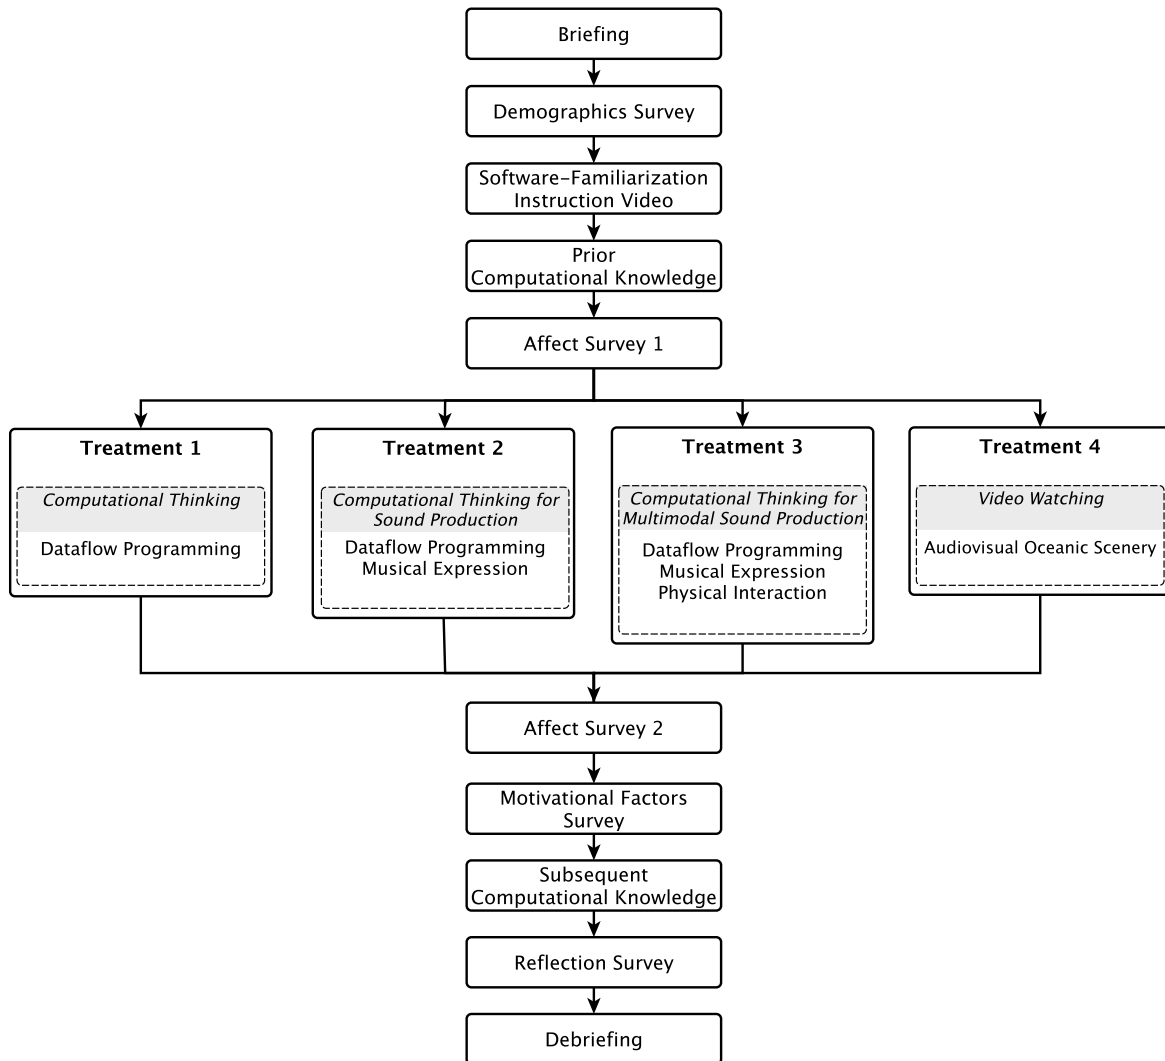 Briefing
Demographics Survey
Software-Familiarization
Instruction Video
Prior
Computational Knowledge
Affect Survey 1
Treatment 1
Computational Thinking
Dataflow Programming
Treatment 2
Computational Thinking for
Sound Production
Dataflow Programming
Musical Expression
Treatment 3
Computational Thinking for
Multimodal Sound Production
Dataflow Programming
Musical Expression
Physical Interaction
Treatment 4
Video Watching
Audiovisual Oceanic Scenery
Affect Survey 2
Motivational Factors
Survey
Subsequent
Computational Knowledge
Reflection Survey
Debriefing